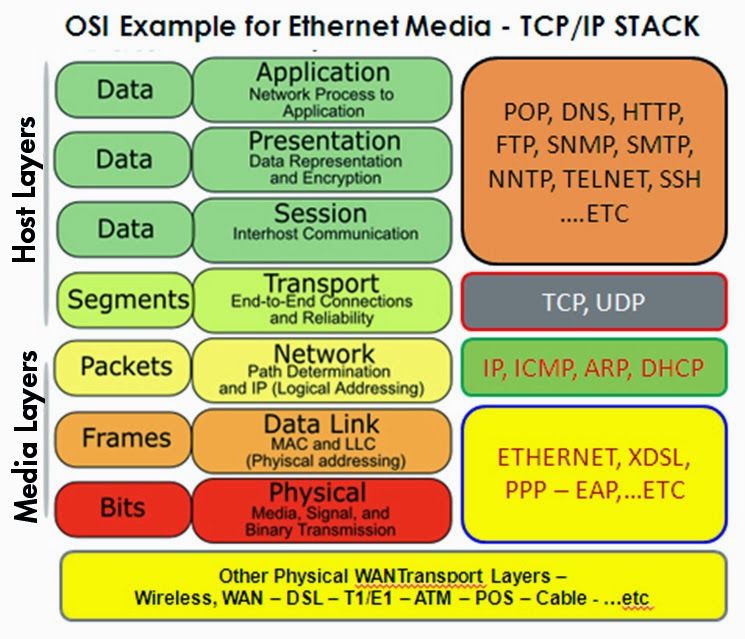 OSI Example for Ethernet Media - TCP/IP STACK
Host Layers
Data
Application
Network Process to
Application
Data
Presentation
Data Representation
and Encryption
Data
Session
Interhost Communication
POP, DNS, HTTP,
FTP, SNMP, SMTP,
NNTP, TELNET, SSH
....ETC
Segments
Transport
End-to-End Connections
and Reliability
TCP, UDP
Media Layers
Packets
Network
Path Determination
and IP (Logical Addressing)
IP, ICMP, ARP, DHCP
Frames
Data Link
MAC and LLC
(Phyiscal addressing)
Bits
Physical
Media, Signal, and
Binary Transmission
ETHERNET, XDSL,
PPP – EAP,...ETC
Other Physical WANTransport Layers –
Wireless, WAN – DSL – T1/E1 – ATM – POS – Cable - ...etc